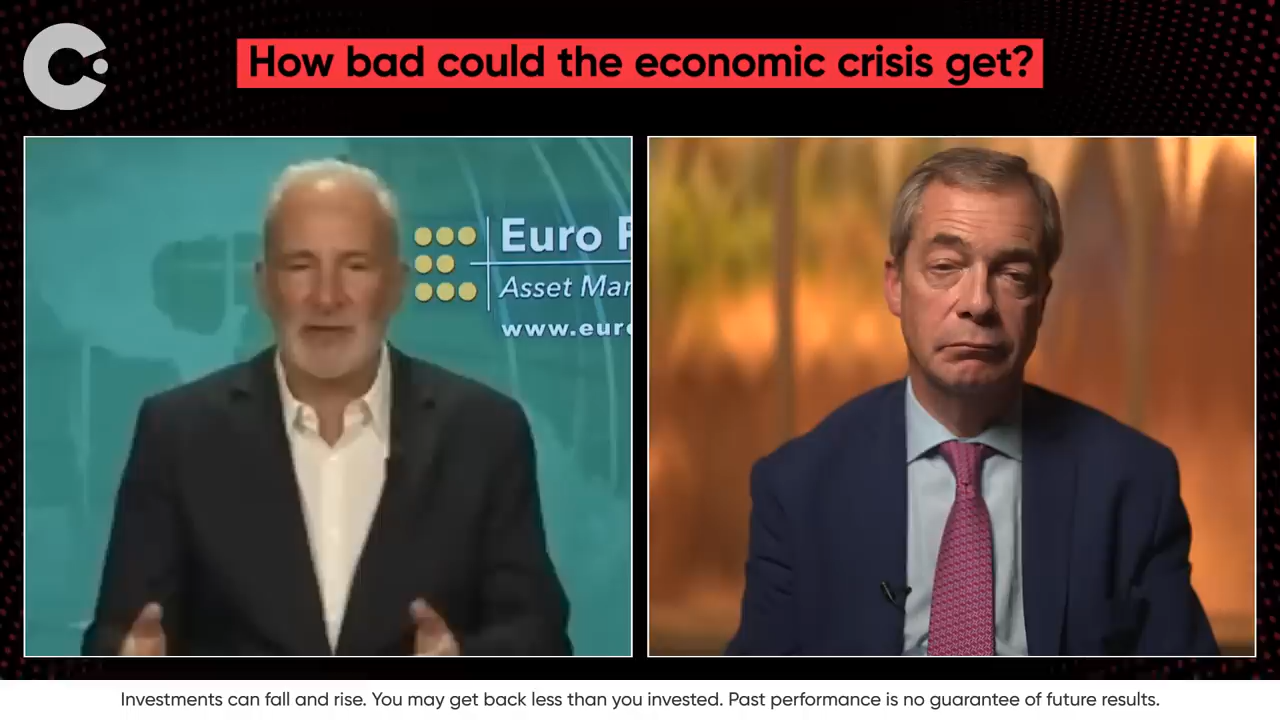 How bad could the economic crisis get?
Euro
Asset
www.eur
Investments can fall and rise. You may get back less than you invested. Past performance is no guarantee of future results.